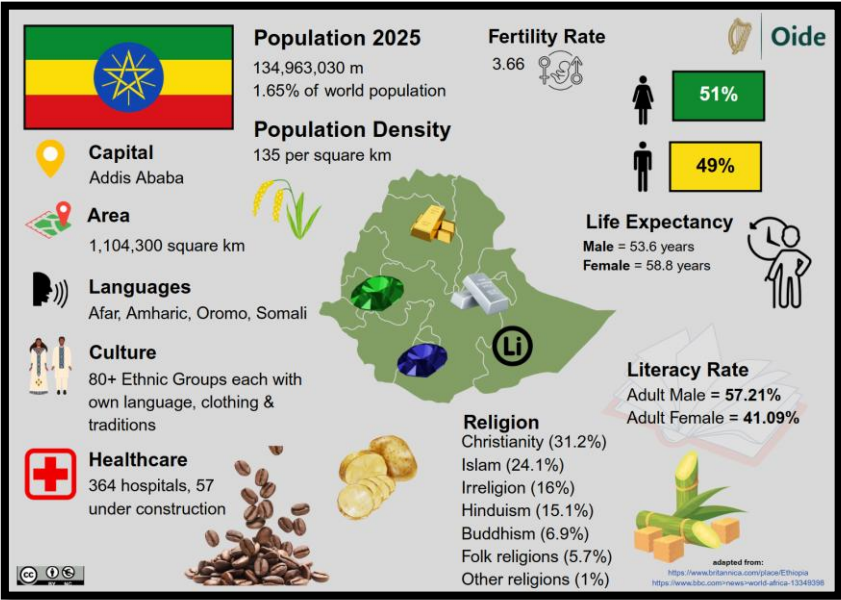 Population 2025
134,963,030 m
1.65% of world population
Population Density
135 per square km
Fertility Rate
3.66
Oide
51%
49%
Capital
Addis Ababa
Area
1,104,300 square km
Languages
Afar, Amharic, Oromo, Somali
Culture
80+ Ethnic Groups each with
own language, clothing &
traditions
Healthcare
364 hospitals, 57
under construction
Life Expectancy
Male = 53.6 years
Female = 58.8 years
Li
Literacy Rate
Adult Male = 57.21%
Adult Female = 41.09%
Religion
Christianity (31.2%)
Islam (24.1%)
Irreligion (16%)
Hinduism (15.1%)
Buddhism (6.9%)
Folk religions (5.7%)
Other religions (1%)
adapted from:
https://www.britannica.com/place/Ethiopia
https://www.bbc.com>news>world-africa-13349398
cc
BY NC